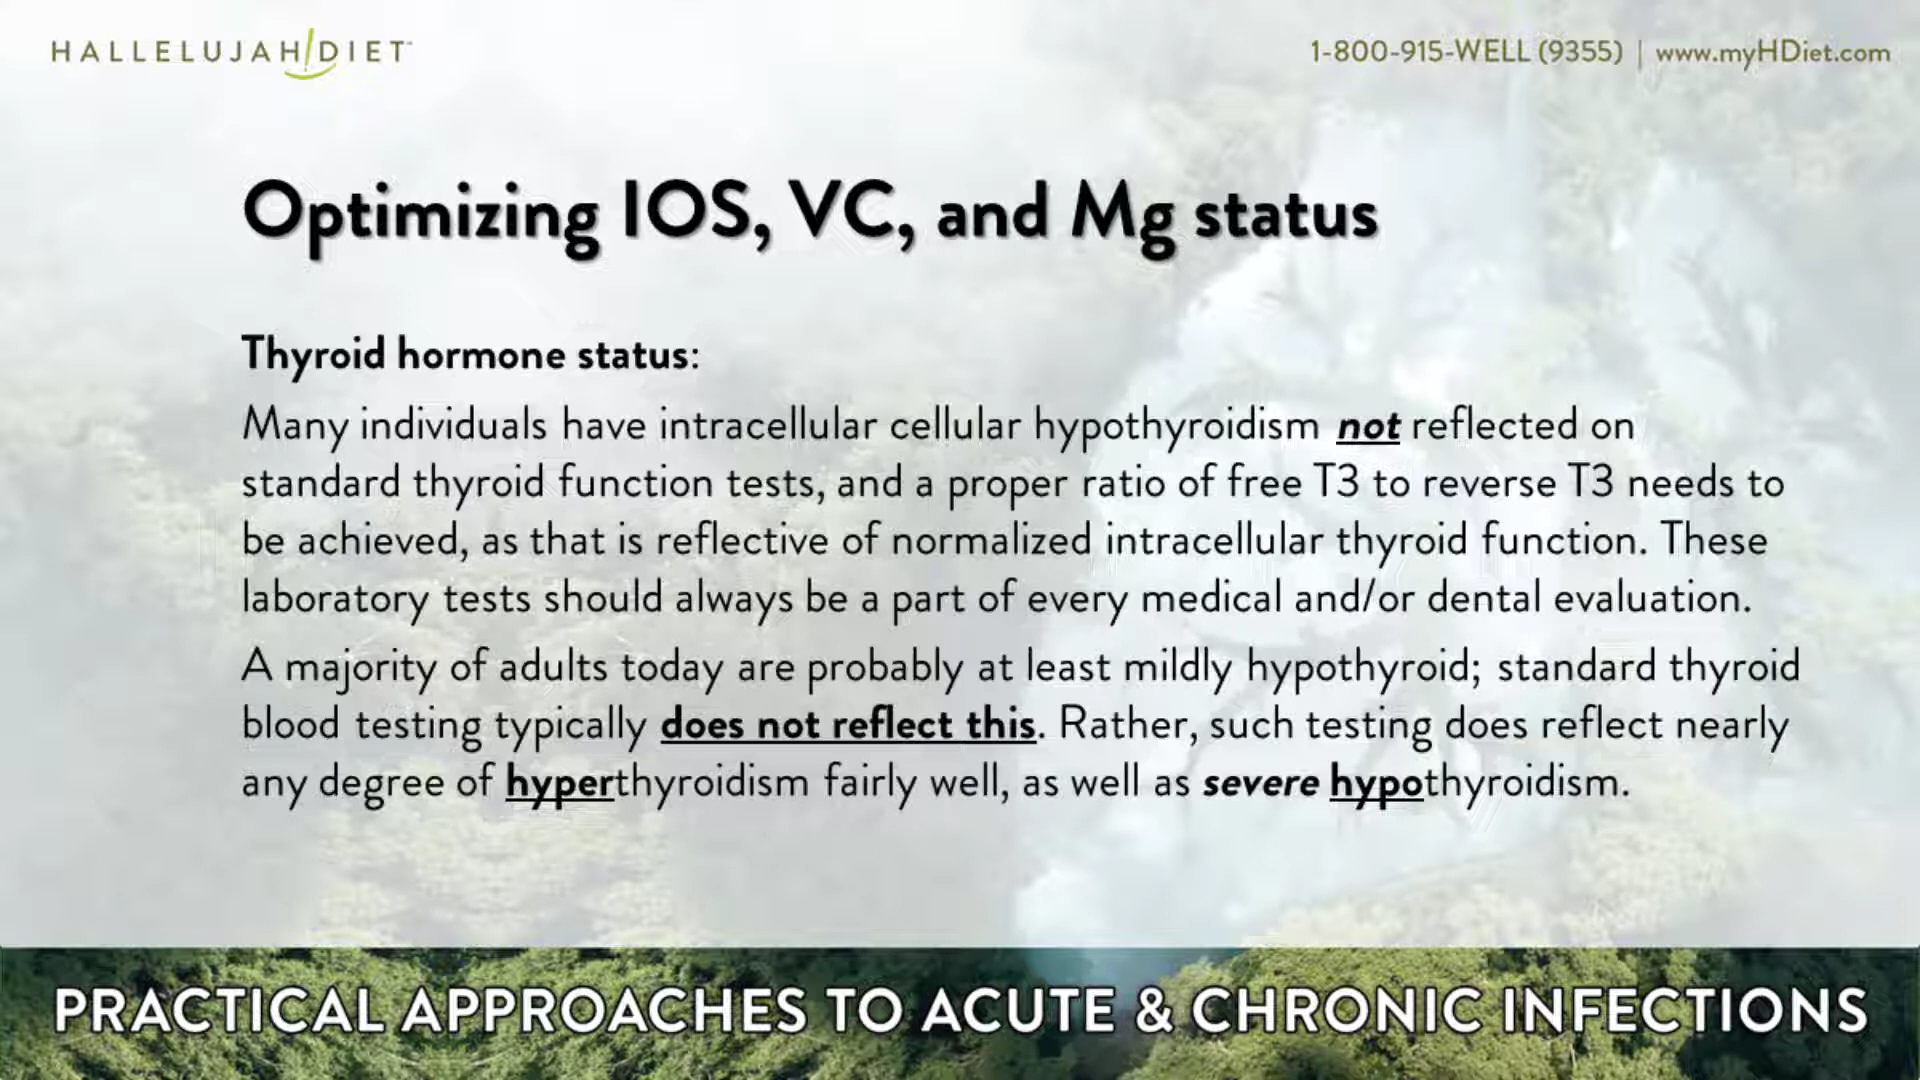 HALLELUJAH DIET
1-800-915-WELL (9355) | www.myHDiet.com
Optimizing IOS, VC, and Mg status
Thyroid hormone status:
Many individuals have intracellular cellular hypothyroidism not reflected on
standard thyroid function tests, and a proper ratio of free T3 to reverse T3 needs to
be achieved, as that is reflective of normalized intracellular thyroid function. These
laboratory tests should always be a part of every medical and/or dental evaluation.
A majority of adults today are probably at least mildly hypothyroid; standard thyroid
blood testing typically does not reflect this. Rather, such testing does reflect nearly
any degree of hyperthyroidism fairly well, as well as severe hypothyroidism.
PRACTICAL APPROACHES TO ACUTE & CHRONIC INFECTIONS